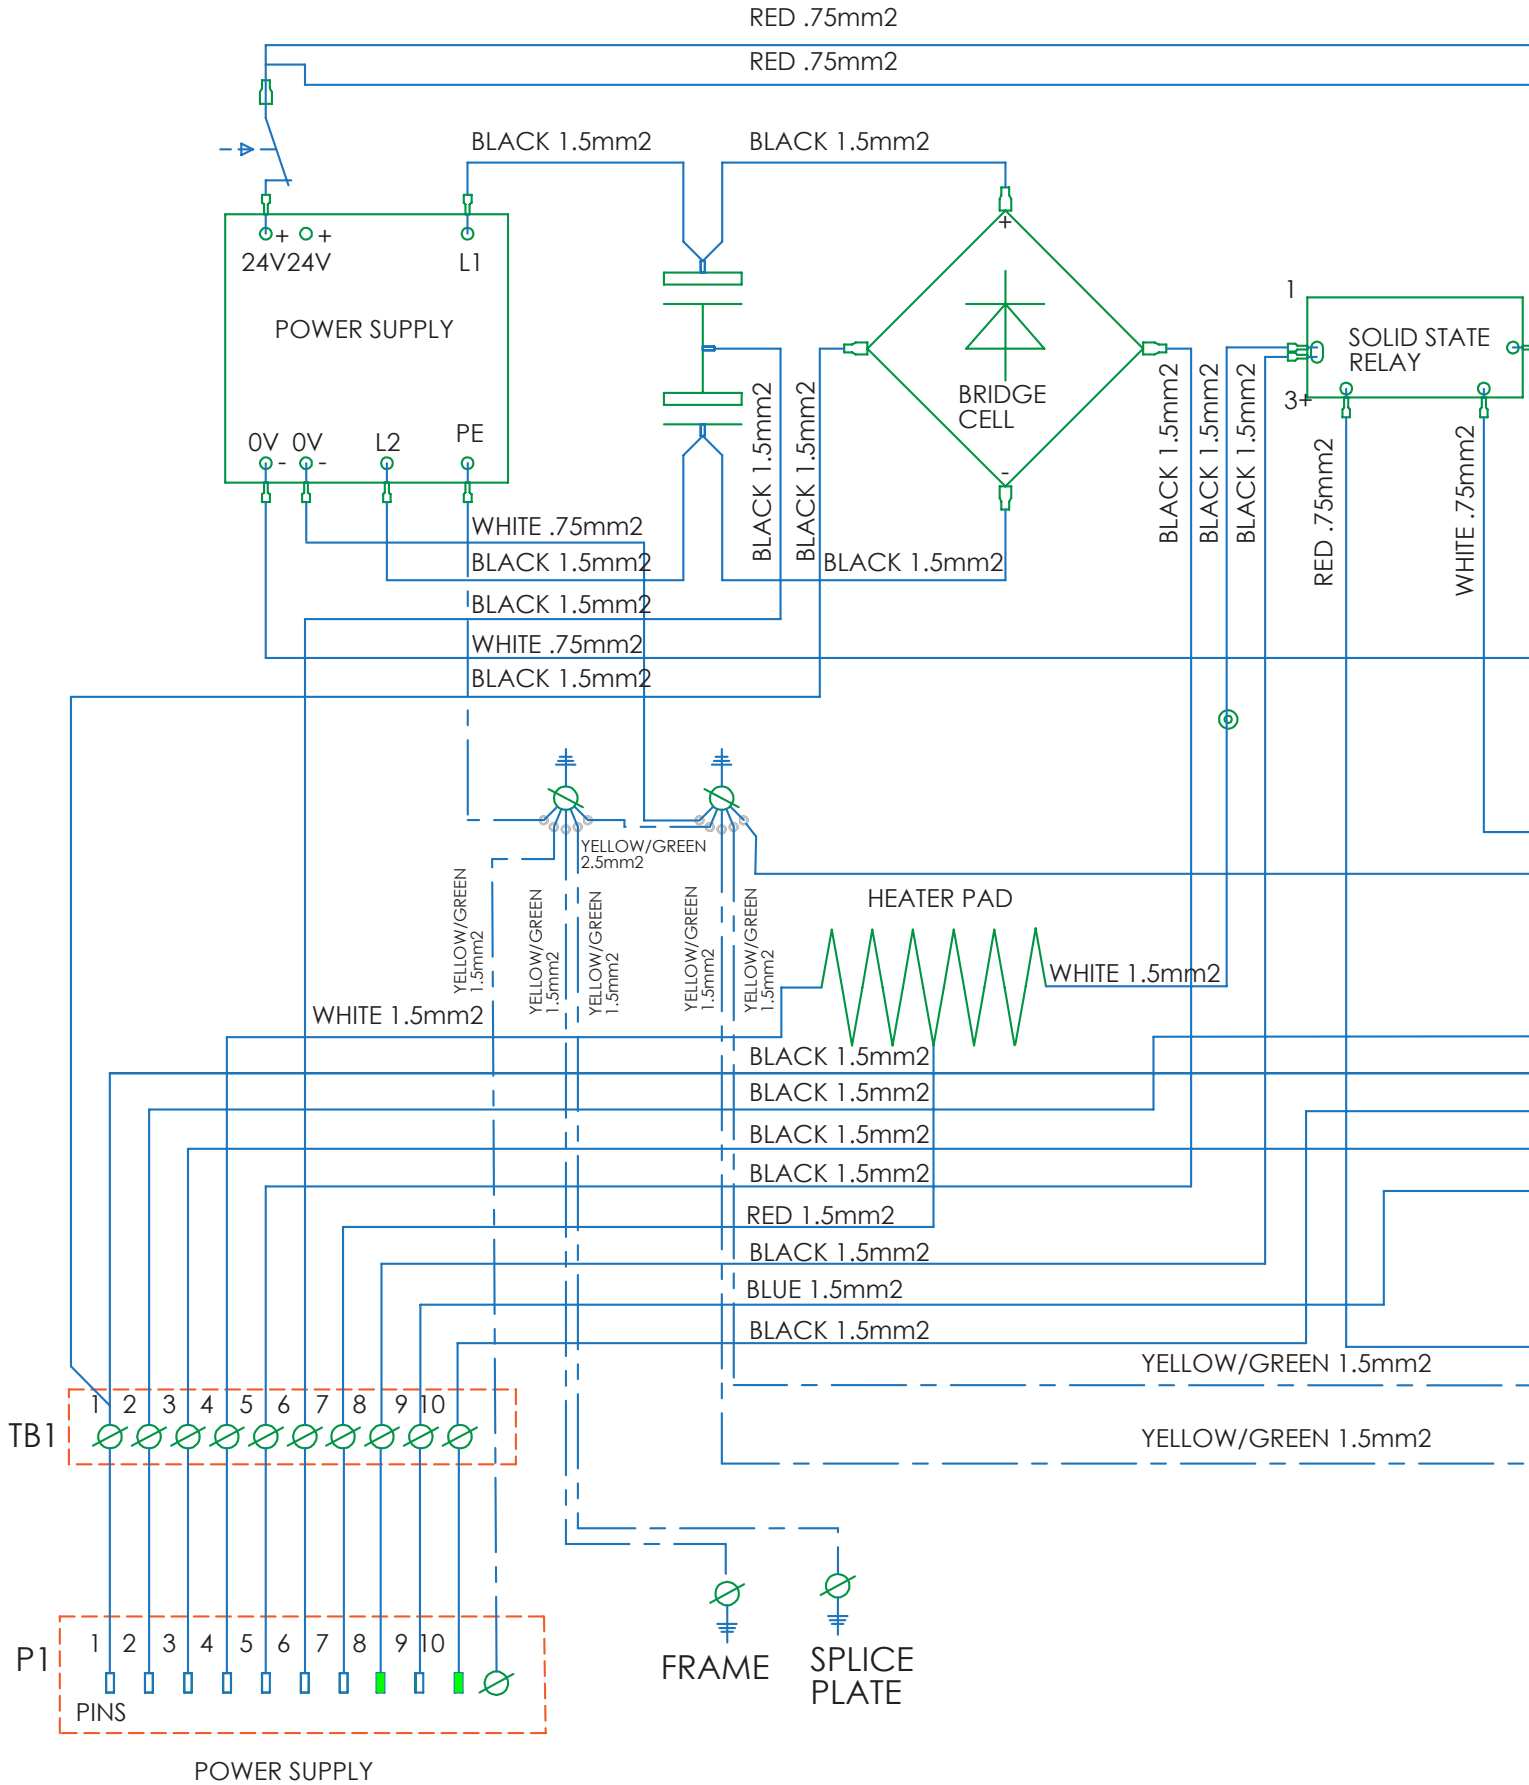 RED .75mm2
RED .75mm2
BLACK 1.5mm2
BLACK 1.5mm2
+
+
+
24V
24V
L1
1
POWER SUPPLY
SOLID STATE
RELAY
BRIDGE
CELL
3+
0V
0V
L2
PE
-
-
-
BLACK 1.5mm2
BLACK 1.5mm2
BLACK 1.5mm2
BLACK 1.5mm2
BLACK 1.5mm2
RED .75mm2
WHITE .75mm2
WHITE .75mm2
BLACK 1.5mm2
BLACK 1.5mm2
BLACK 1.5mm2
WHITE .75mm2
BLACK 1.5mm2
YELLOW/GREEN
2.5mm2
YELLOW/GREEN
1.5mm2
YELLOW/GREEN
1.5mm2
YELLOW/GREEN
1.5mm2
YELLOW/GREEN
1.5mm2
YELLOW/GREEN
1.5mm2
HEATER PAD
WHITE 1.5mm2
WHITE 1.5mm2
BLACK 1.5mm2
BLACK 1.5mm2
BLACK 1.5mm2
BLACK 1.5mm2
RED 1.5mm2
BLACK 1.5mm2
BLUE 1.5mm2
BLACK 1.5mm2
YELLOW/GREEN 1.5mm2
1 2 3 4 5 6 7 8 9 10
TB1
YELLOW/GREEN 1.5mm2
1 2 3 4 5 6 7 8 9 10
P1
PINS
FRAME
SPLICE
PLATE
POWER SUPPLY